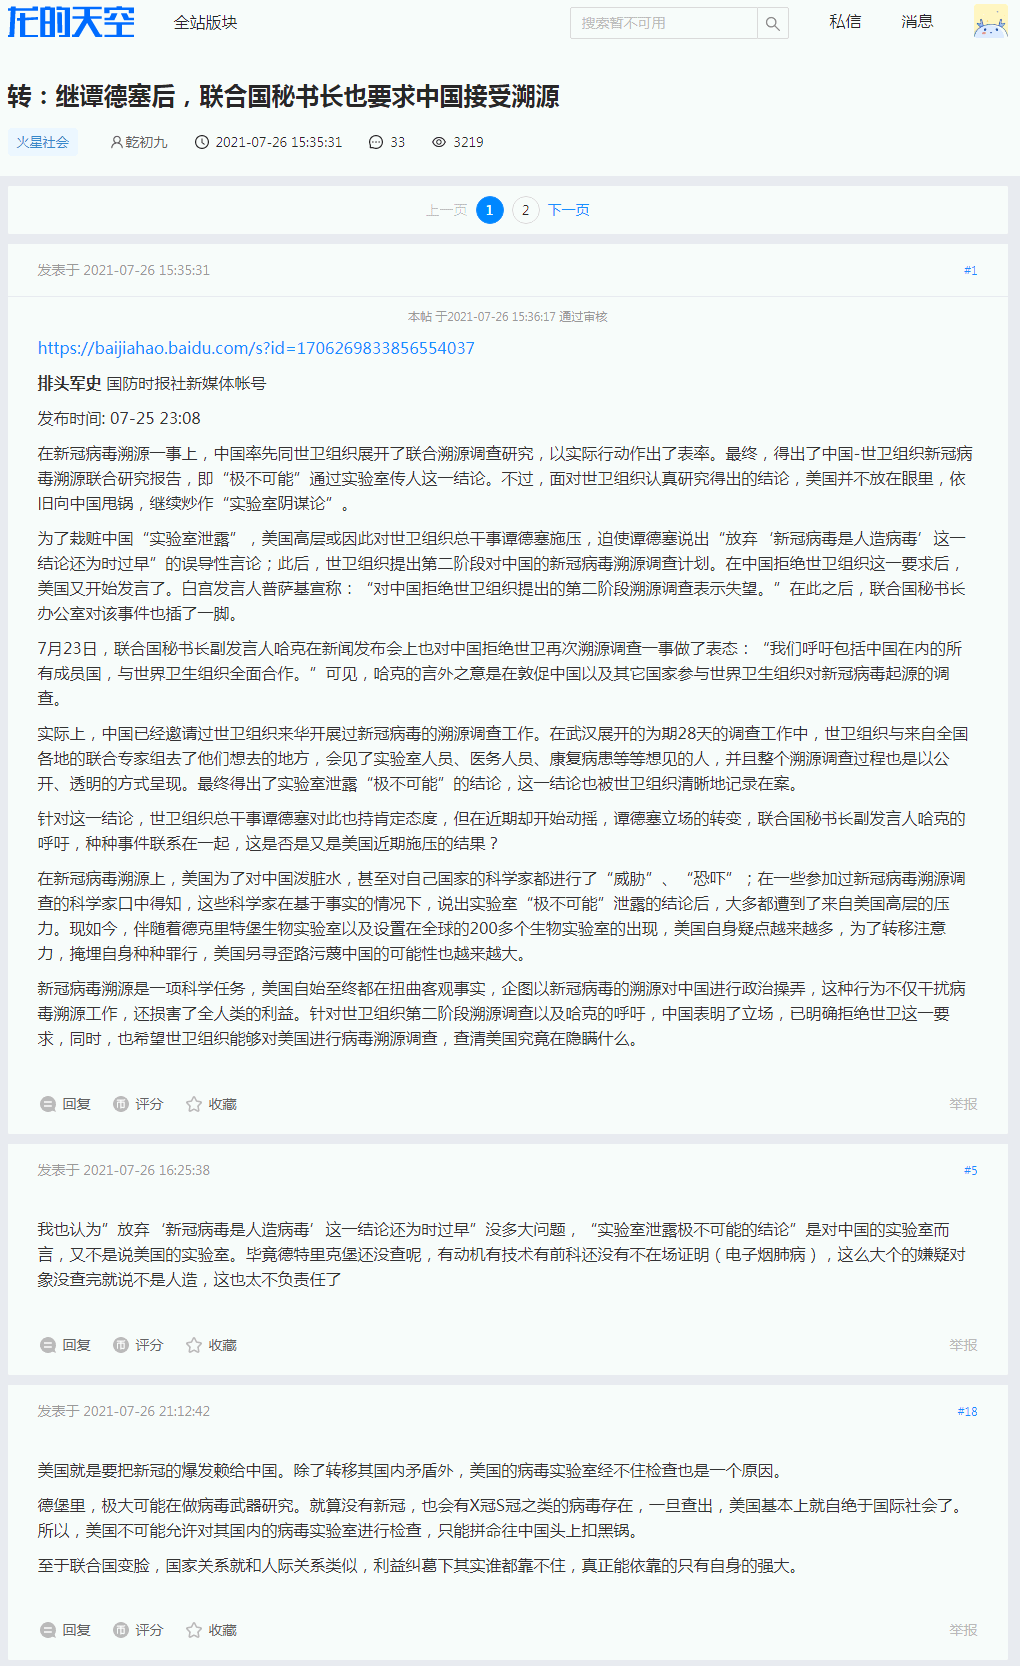 龙的天空
全站版块
搜索暂不可用
私信
消息
转：继谭德塞后，联合国秘书长也要求中国接受溯源
火星社会
乾初九
2021-07-26 15:35:31
33
3219
上一页 1 2 下一页
发表于 2021-07-26 15:35:31
#1
本帖 于2021-07-26 15:36:17 通过审核
https://baijiahao.baidu.com/s?id=1706269833856554037
排头军史 国防时报社新媒体帐号
发布时间: 07-25 23:08
在新冠病毒溯源一事上，中国率先同世卫组织展开了联合溯源调查研究，以实际行动作出了表率。最终，得出了中国-世卫组织新冠病
毒溯源联合研究报告，即“极不可能”通过实验室传人这一结论。不过，面对世卫组织认真研究得出的结论，美国并不放在眼里，依
旧向中国甩锅，继续炒作“实验室阴谋论”。
为了栽赃中国“实验室泄露”，美国高层或因此对世卫组织总干事谭德塞施压，迫使谭德塞说出“放弃‘新冠病毒是人造病毒’这一
结论还为时过早”的误导性言论；此后，世卫组织提出第二阶段对中国的新冠病毒溯源调查计划。在中国拒绝世卫组织这一要求后，
美国又开始发言了。白宫发言人普萨基宣称：“对中国拒绝世卫组织提出的第二阶段溯源调查表示失望。”在此之后，联合国秘书长
办公室对该事件也插了一脚。
7月23日，联合国秘书长副发言人哈克在新闻发布会上也对中国拒绝世卫再次溯源调查一事做了表态：“我们呼吁包括中国在内的所
有成员国，与世界卫生组织全面合作。”可见，哈克的言外之意是在敦促中国以及其它国家参与世界卫生组织对新冠病毒起源的调
查。
实际上，中国已经邀请过世卫组织来华开展过新冠病毒的溯源调查工作。在武汉展开的为期28天的调查工作中，世卫组织与来自全国
各地的联合专家组去了他们想去的地方，会见了实验室人员、医务人员、康复病患等等想见的人，并且整个溯源调查过程也是以公
开、透明的方式呈现。最终得出了实验室泄露“极不可能”的结论，这一结论也被世卫组织清晰地记录在案。
针对这一结论，世卫组织总干事谭德塞对此也持肯定态度，但在近期却开始动摇，谭德塞立场的转变，联合国秘书长副发言人哈克的
呼吁，种种事件联系在一起，这是否是又是美国近期施压的结果？
在新冠病毒溯源上，美国为了对中国泼脏水，甚至对自己国家的科学家都进行了“威胁”、“恐吓”；在一些参加过新冠病毒溯源调
查的科学家口中得知，这些科学家在基于事实的情况下，说出实验室“极不可能”泄露的结论后，大多都遭到了来自美国高层的压
力。现如今，伴随着德克里特堡生物实验室以及设置在全球的200多个生物实验室的出现，美国自身疑点越来越多，为了转移注意
力，掩埋自身种种罪行，美国另寻歪路污蔑中国的可能性也越来越大。
新冠病毒溯源是一项科学任务，美国自始至终都在扭曲客观事实，企图以新冠病毒的溯源对中国进行政治操弄，这种行为不仅干扰病
毒溯源工作，还损害了全人类的利益。针对世卫组织第二阶段溯源调查以及哈克的呼吁，中国表明了立场，已明确拒绝世卫这一要
求，同时，也希望世卫组织能够对美国进行病毒溯源调查，查清美国究竟在隐瞒什么。
回复 评分 收藏 举报
发表于 2021-07-26 16:25:38
#5
我也认为”放弃‘新冠病毒是人造病毒’这一结论还为时过早”没多大问题，“实验室泄露极不可能的结论”是对中国的实验室而
言，又不是说美国的实验室。毕竟德特里克堡还没查呢，有动机有技术有前科还没有不在场证明（电子烟肺病），这么大个的嫌疑对
象没查完就说不是人造，这也太不负责任了
回复 评分 收藏 举报
发表于 2021-07-26 21:12:42
#18
美国就是要把新冠的爆发赖给中国。除了转移其国内矛盾外，美国的病毒实验室经不住检查也是一个原因。
德堡里，极大可能在做病毒武器研究。就算没有新冠，也会有X冠S冠之类的病毒存在，一旦查出，美国基本上就自绝于国际社会了。
所以，美国不可能允许对其国内的病毒实验室进行检查，只能拼命往中国头上扣黑锅。
至于联合国变脸，国家关系就和人际关系类似，利益纠葛下其实谁都靠不住，真正能依靠的只有自身的强大。
回复 评分 收藏 举报